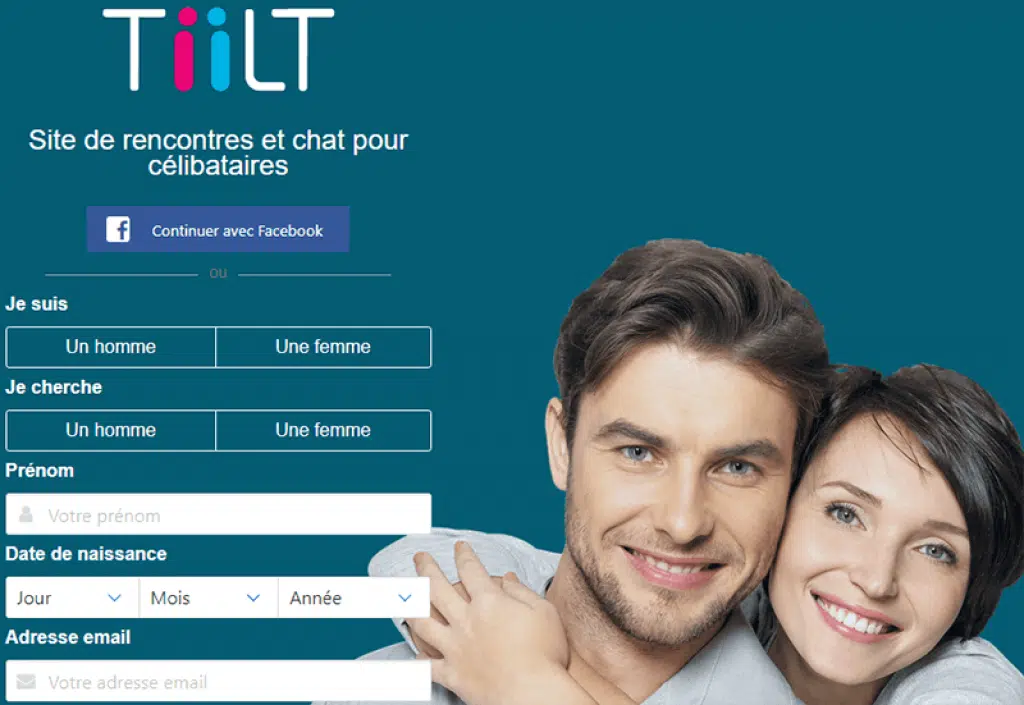 TiiLT
Site de rencontres et chat pour
célibataires
Continuer avec Facebook
ou
Je suis
Un homme Une femme
Je cherche
Un homme Une femme
Prénom
Votre prénom
Date de naissance
Jour Mois Année
Adresse email
Votre adresse email